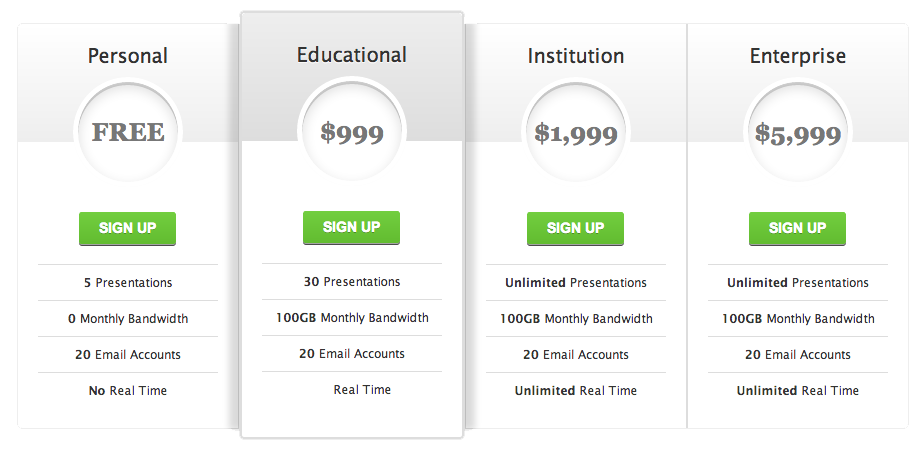 Personal
FREE
SIGN UP
5 Presentations
0 Monthly Bandwidth
20 Email Accounts
No Real Time
Educational
$999
SIGN UP
30 Presentations
100GB Monthly Bandwidth
20 Email Accounts
Real Time
Institution
$1,999
SIGN UP
Unlimited Presentations
100GB Monthly Bandwidth
20 Email Accounts
Unlimited Real Time
Enterprise
$5,999
SIGN UP
Unlimited Presentations
100GB Monthly Bandwidth
20 Email Accounts
Unlimited Real Time